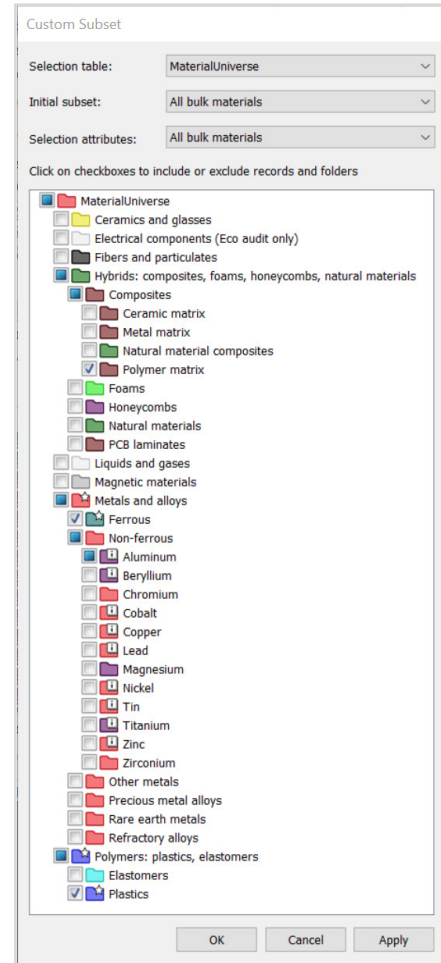 Custom Subset
Selection table: MaterialUniverse
Initial subset: All bulk materials
Selection attributes: All bulk materials
Click on checkboxes to include or exclude records and folders
MaterialUniverse
Ceramics and glasses
Electrical components (Eco audit only)
Fibers and particulates
Hybrids: composites, foams, honeycombs, natural materials
Composites
Ceramic matrix
Metal matrix
Natural material composites
Polymer matrix
Foams
Honeycombs
Natural materials
PCB laminates
Liquids and gases
Magnetic materials
Metals and alloys
Ferrous
Non-ferrous
Aluminum
Beryllium
Chromium
Cobalt
Copper
Lead
Magnesium
Nickel
Tin
Titanium
Zinc
Zirconium
Other metals
Precious metal alloys
Rare earth metals
Refractory alloys
Polymers: plastics, elastomers
Elastomers
Plastics
OK Cancel Apply